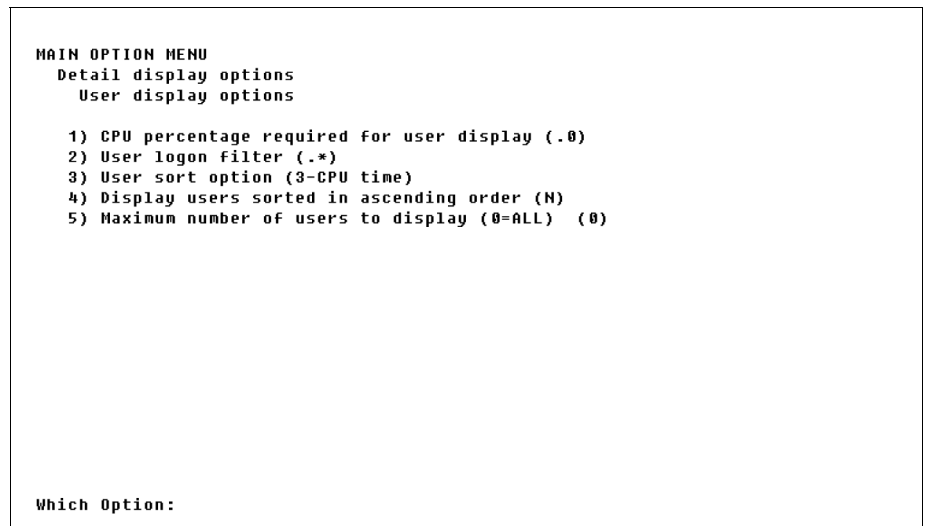 MAIN OPTION MENU
Detail display options
User display options
1) CPU percentage required for user display (.0)
2) User logon filter (.*)
3) User sort option (3-CPU time)
4) Display users sorted in ascending order (N)
5) Maximum number of users to display (0=ALL)  (0)
Which Option: